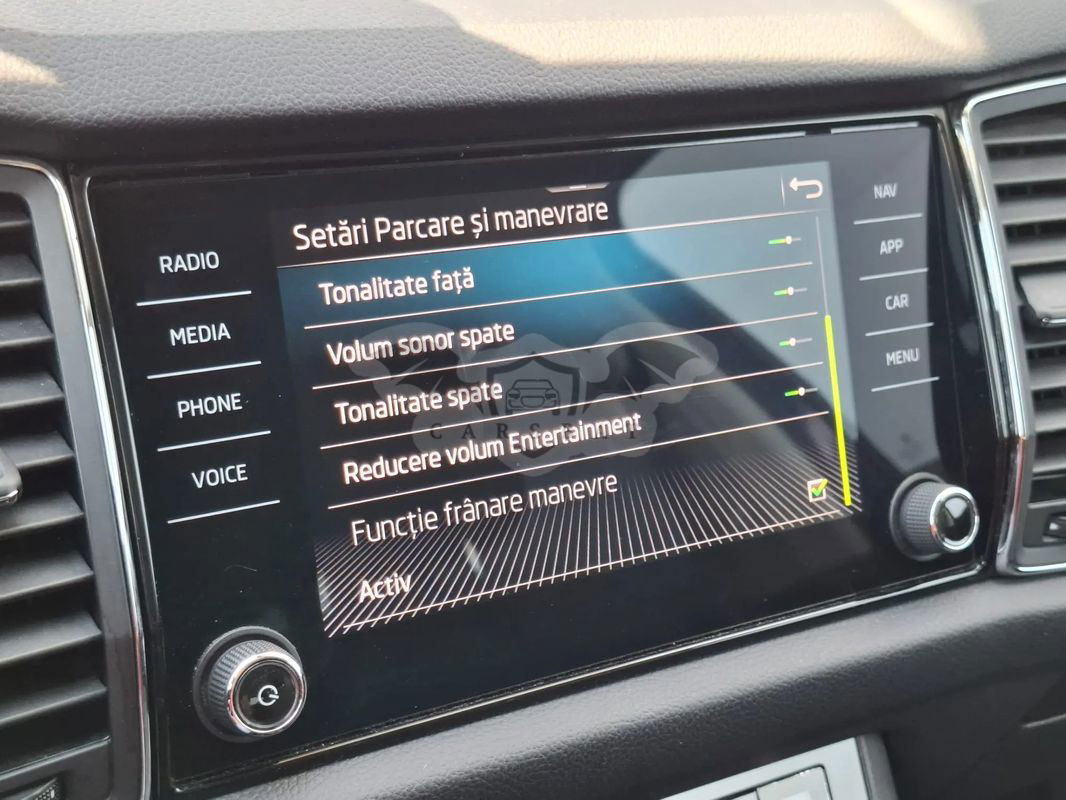 Setări Parcare și manevrare
Tonalitate față
Volum sonor spate
Tonalitate spate
Reducere volum Entertainment
Funcție frânare manevre
Activ
RADIO
MEDIA
PHONE
VOICE
NAV
APP
CAR
MENU